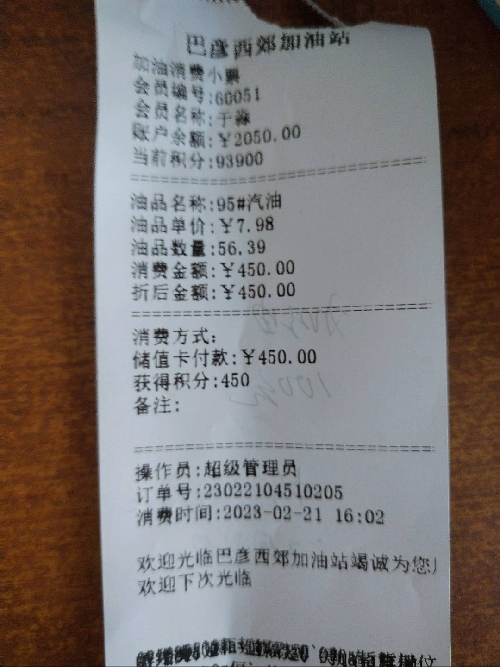 巴彦西郊加油站
加油消费小票
会员编号:60051
会员名称:于淼
账户余额:￥2050.00
当前积分:93900
油品名称:95#汽油
油品单价:￥7.98
油品数量:56.39
消费金额:￥450.00
折后金额:￥450.00
消费方式:
储值卡付款:￥450.00
获得积分:450
备注:
操作员:超级管理员
订单号:23022104510205
消费时间:2023-02-21 16:02
欢迎光临巴彦西郊加油站竭诚为您
欢迎下次光临